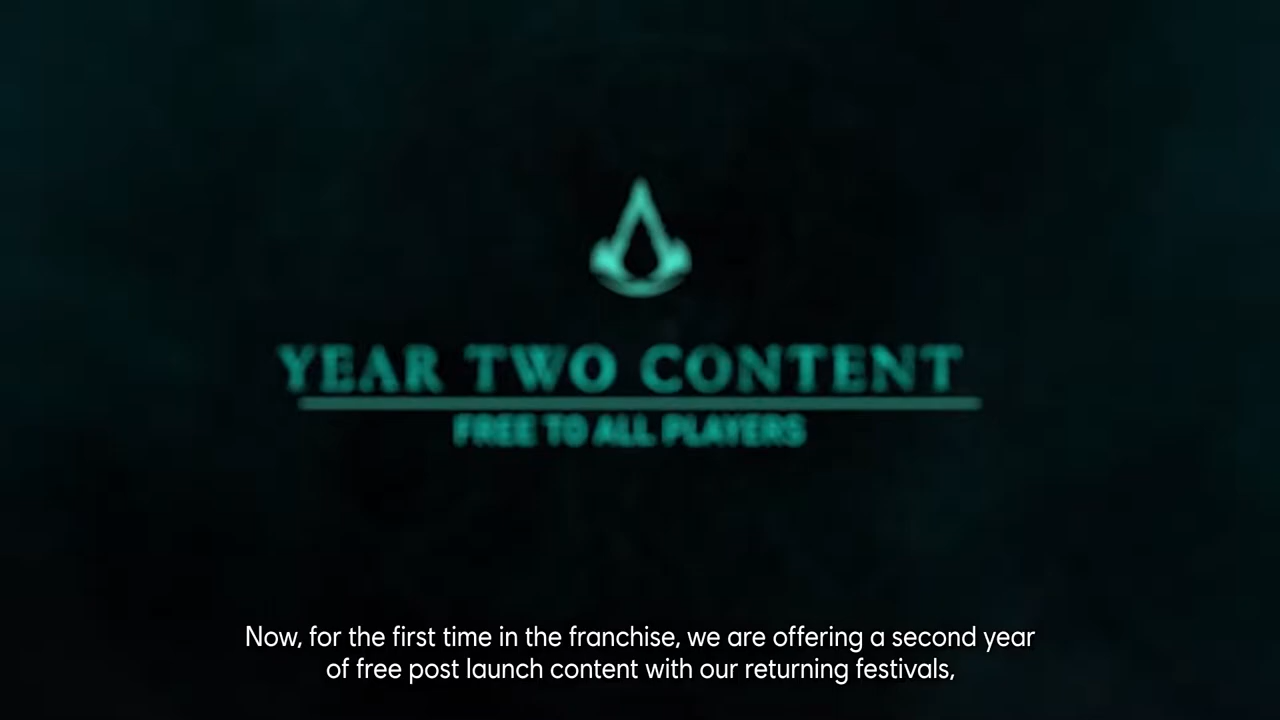 YEAR TWO CONTENT
FREE TO ALL PLAYERS
Now, for the first time in the franchise, we are offering a second year
of free post launch content with our returning festivals,